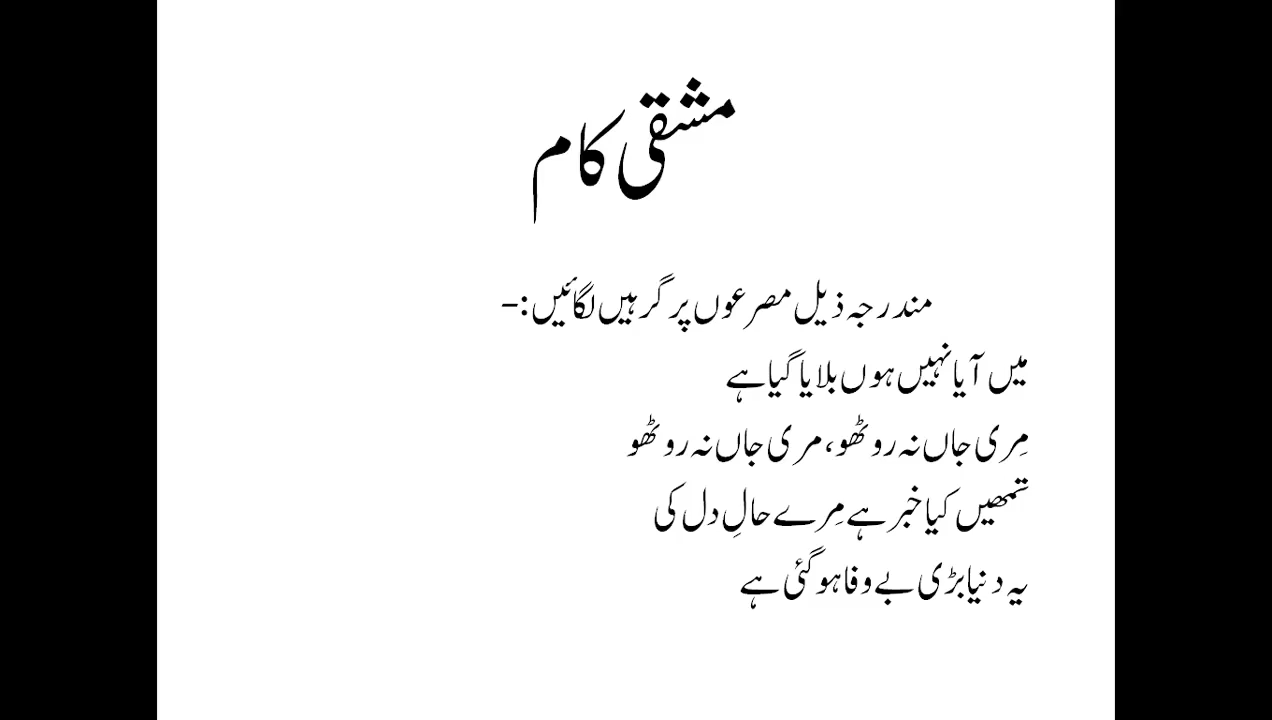 مشقی کام
مندرجہ ذیل مصرعوں پر گرہیں لگائیں:-
میں آیا نہیں ہوں بلایا گیا ہے
مِری جاں نہ روٹھو، مری جاں نہ روٹھو
تمھیں کیا خبر ہے مِرے حالِ دل کی
یہ دنیا بڑی بے وفا ہو گئی ہے